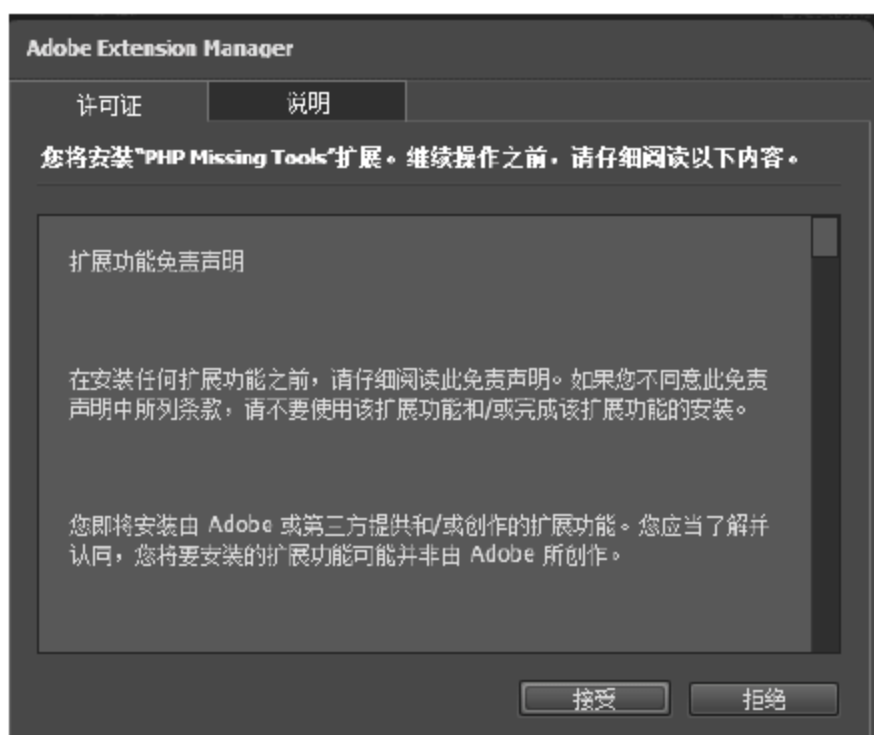 Adobe Extension Manager
许可证
说明
您将安装"PHP Missing Tools"扩展。继续操作之前，请仔细阅读以下内容。
扩展功能免责声明
在安装任何扩展功能之前，请仔细阅读此免责声明。如果您不同意此免责
声明中所列条款，请不要使用该扩展功能和/或完成该扩展功能的安装。
您即将安装由 Adobe 或第三方提供和/或创作的扩展功能。您应当了解并
认同，您将要安装的扩展功能可能并非由 Adobe 所创作。
接受
拒绝